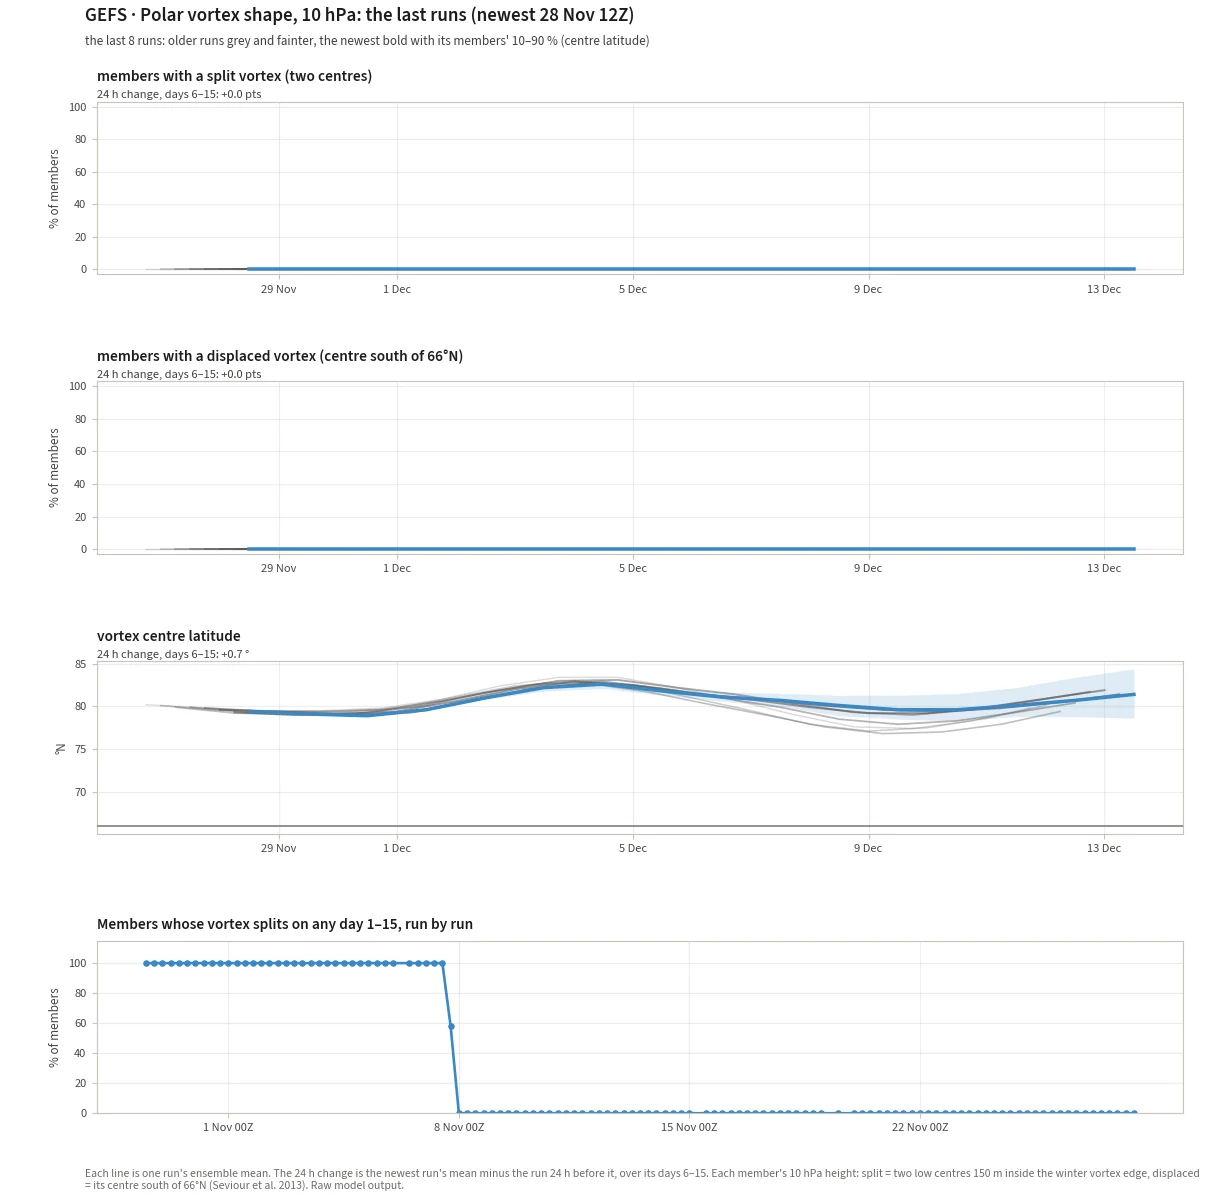 GEFS · Polar vortex shape, 10 hPa: the last runs (newest 28 Nov 12Z)
the last 8 runs: older runs grey and fainter, the newest bold with its members' 10–90 % (centre latitude)
members with a split vortex (two centres)
24 h change, days 6–15: +0.0 pts
100
80
60
40
20
0
% of members
29 Nov
1 Dec
5 Dec
9 Dec
13 Dec
members with a displaced vortex (centre south of 66°N)
24 h change, days 6–15: +0.0 pts
100
80
60
40
20
0
% of members
29 Nov
1 Dec
5 Dec
9 Dec
13 Dec
vortex centre latitude
24 h change, days 6–15: +0.7 °
85
80
75
70
°N
29 Nov
1 Dec
5 Dec
9 Dec
13 Dec
Members whose vortex splits on any day 1–15, run by run
100
80
60
40
20
0
% of members
1 Nov 00Z
8 Nov 00Z
15 Nov 00Z
22 Nov 00Z
Each line is one run's ensemble mean. The 24 h change is the newest run's mean minus the run 24 h before it, over its days 6–15. Each member's 10 hPa height: split = two low centres 150 m inside the winter vortex edge, displaced
= its centre south of 66°N (Seviour et al. 2013). Raw model output.